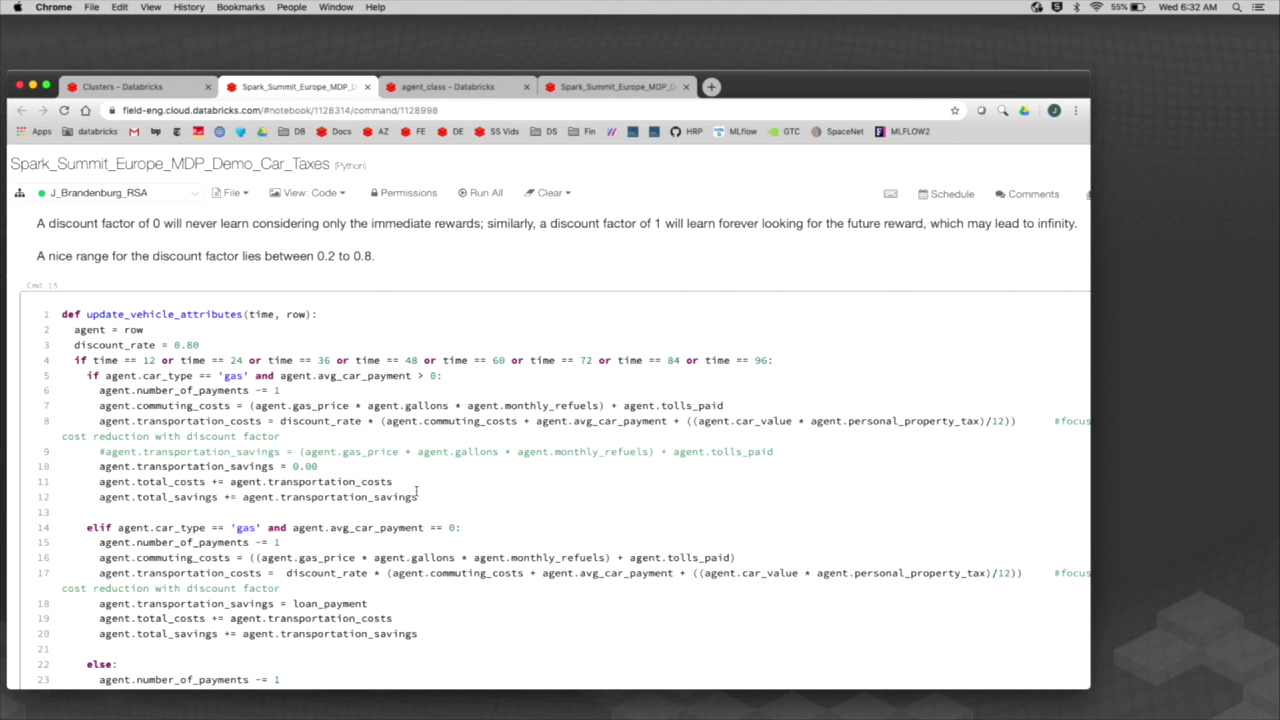 Chrome File Edit View History Bookmarks People Window Help 55% Wed 6:32 AM
Clusters - Databricks Spark_Summit_Europe_MDP_D agent_class - Databricks Spark_Summit_Europe_MDP_D
field-eng.cloud.databricks.com/#notebook/1128314/command/1128998
Apps databricks DB Docs AZ FE DE SS Vids DS Fin HRP MLflow GTC SpaceNet MLFLOW2
Spark_Summit_Europe_MDP_Demo_Car_Taxes (Python)
J_Brandenburg_RSA File View: Code Permissions Run All Clear Schedule Comments
A discount factor of 0 will never learn considering only the immediate rewards; similarly, a discount factor of 1 will learn forever looking for the future reward, which may lead to infinity.
A nice range for the discount factor lies between 0.2 to 0.8.
Cmd 15
1 def update_vehicle_attributes(time, row):
2 agent = row
3 discount_rate = 0.80
4 if time == 12 or time == 24 or time == 36 or time == 48 or time == 60 or time == 72 or time == 84 or time == 96:
5 if agent.car_type == 'gas' and agent.avg_car_payment > 0:
6 agent.number_of_payments -= 1
7 agent.commuting_costs = (agent.gas_price * agent.gallons * agent.monthly_refuels) + agent.tolls_paid
8 agent.transportation_costs = discount_rate * (agent.commuting_costs + agent.avg_car_payment + ((agent.car_value * agent.personal_property_tax)/12)) #focus
cost reduction with discount factor
9 #agent.transportation_savings = (agent.gas_price * agent.gallons * agent.monthly_refuels) + agent.tolls_paid
10 agent.transportation_savings = 0.00
11 agent.total_costs += agent.transportation_costs
12 agent.total_savings += agent.transportation_savings
13
14 elif agent.car_type == 'gas' and agent.avg_car_payment == 0:
15 agent.number_of_payments -= 1
16 agent.commuting_costs = ((agent.gas_price * agent.gallons * agent.monthly_refuels) + agent.tolls_paid)
17 agent.transportation_costs = discount_rate * (agent.commuting_costs + agent.avg_car_payment + ((agent.car_value * agent.personal_property_tax)/12)) #focus
cost reduction with discount factor
18 agent.transportation_savings = loan_payment
19 agent.total_costs += agent.transportation_costs
20 agent.total_savings += agent.transportation_savings
21
22 else:
23 agent.number_of_payments -= 1